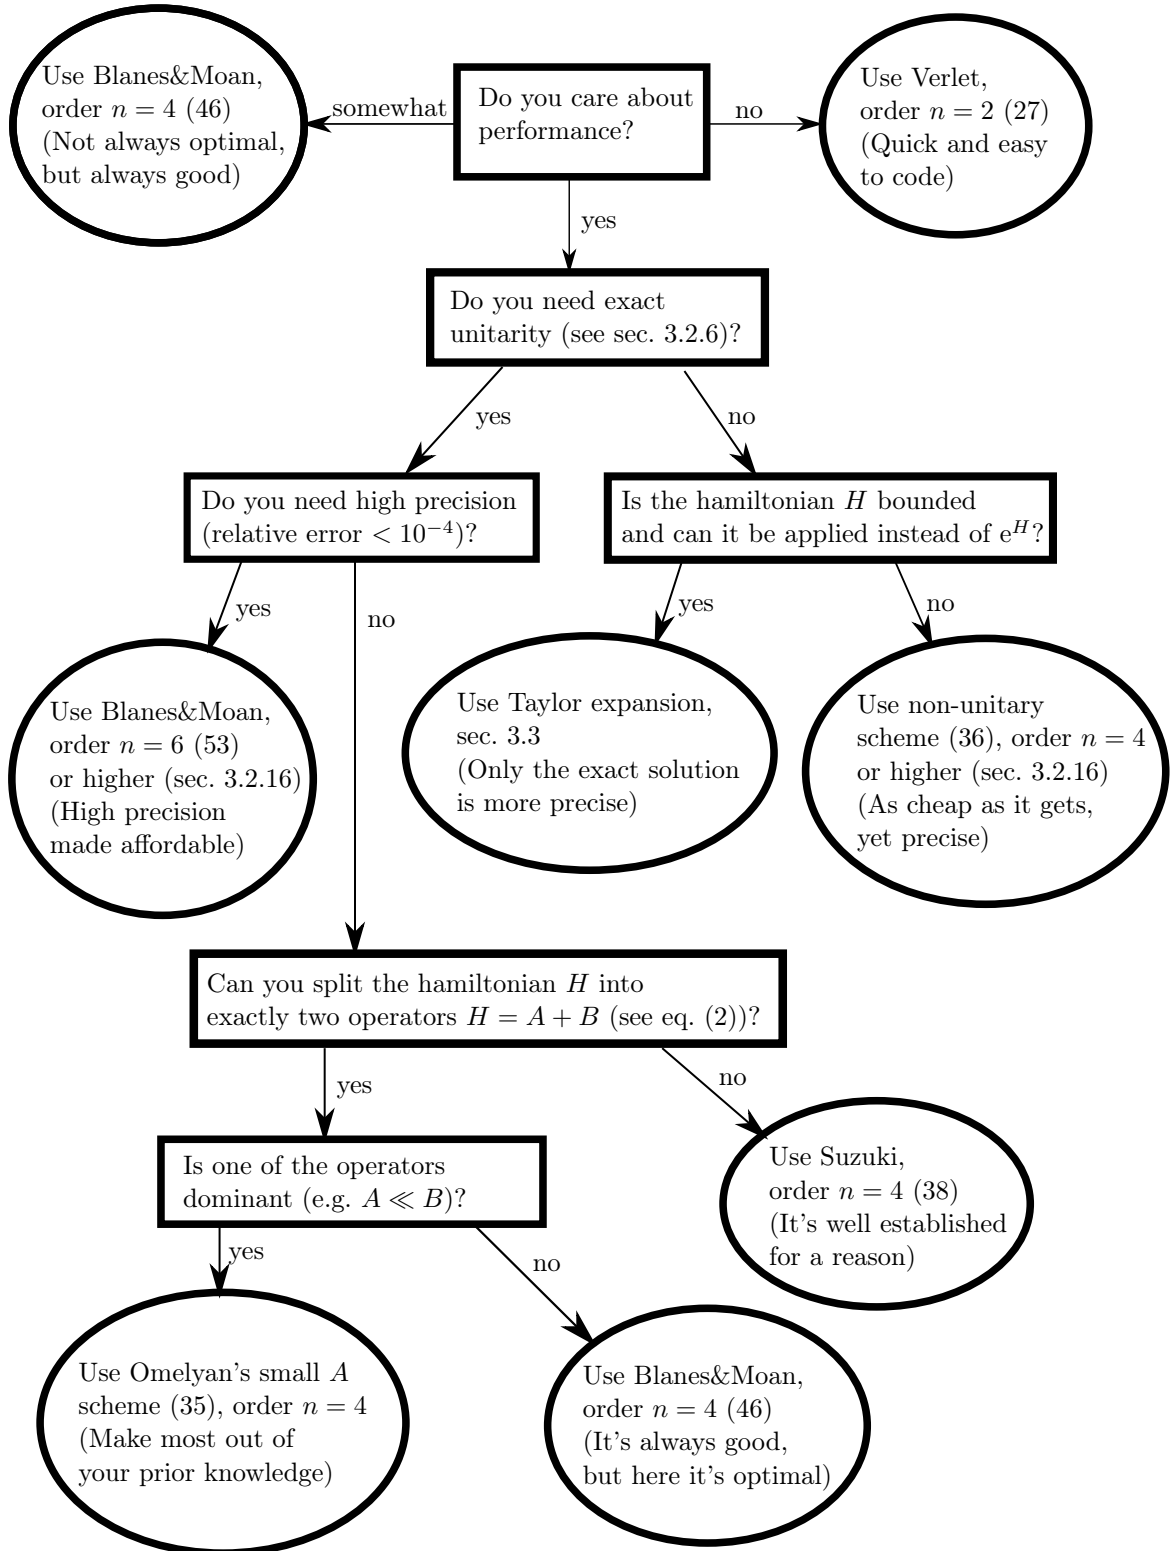 Use Blanes&Moan,
order n = 4 (46)
(Not always optimal,
but always good)
somewhat
Do you care about
performance?
no
Use Verlet,
order n = 2 (27)
(Quick and easy
to code)
yes
Do you need exact
unitarity (see sec. 3.2.6)?
yes
no
Do you need high precision
(relative error < 10⁻⁴)?
Is the hamiltonian H bounded
and can it be applied instead of eᴴ?
yes
no
yes
no
Use Blanes&Moan,
order n = 6 (53)
or higher (sec. 3.2.16)
(High precision
made affordable)
Use Taylor expansion,
sec. 3.3
(Only the exact solution
is more precise)
Use non-unitary
scheme (36), order n = 4
or higher (sec. 3.2.16)
(As cheap as it gets,
yet precise)
Can you split the hamiltonian H into
exactly two operators H = A + B (see eq. (2))?
yes
no
Is one of the operators
dominant (e.g. A ≪ B)?
Use Suzuki,
order n = 4 (38)
(It's well established
for a reason)
yes
no
Use Omelyan's small A
scheme (35), order n = 4
(Make most out of
your prior knowledge)
Use Blanes&Moan,
order n = 4 (46)
(It's always good,
but here it's optimal)